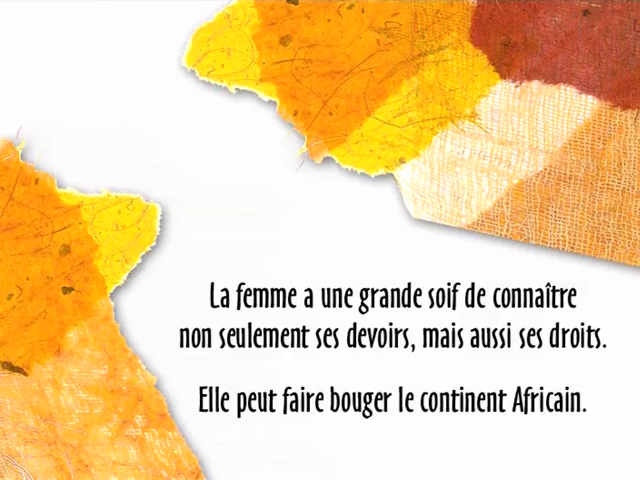 La femme a une grande soif de connaître
non seulement ses devoirs, mais aussi ses droits.
Elle peut faire bouger le continent Africain.